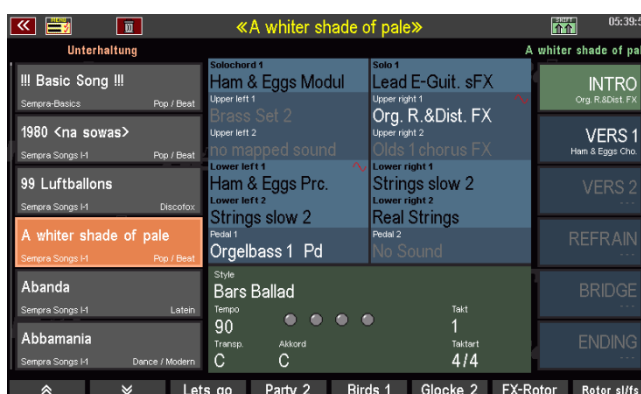 MENU
«A whiter shade of pale»
SHIFT
05:39:5
Unterhaltung
A whiter shade of pal
!!! Basic Song !!!
Sempra-Basics Pop / Beat
1980 <na sowas>
Sempra Songs I-1 Pop / Beat
99 Luftballons
Sempra Songs I-1 Discofox
A whiter shade of pale
Sempra Songs I-1 Pop / Beat
Abanda
Sempra Songs I-1 Latein
Abbamania
Sempra Songs I-1 Dance / Modern
Solochord 1
Ham & Eggs Modul
Solo 1
Lead E-Guit. sFX
Upper left 1
Brass Set 2
Upper right 1
Org. R.&Dist. FX
Upper left 2
no mapped sound
Upper right 2
Olds 1 chorus FX
Lower left 1
Ham & Eggs Prc.
Lower right 1
Strings slow 2
Lower left 2
Strings slow 2
Lower right 2
Real Strings
Pedal 1
Orgelbass 1 Pd
Pedal 2
No Sound
Style
Bars Ballad
Tempo
90
Takt
1
Transp.
C
Akkord
C
Taktart
4/4
INTRO
Org. R.&Dist. FX
VERS 1
Ham & Eggs Cho.
VERS 2
- - -
REFRAIN
- - -
BRIDGE
- - -
ENDING
- - -
Lets go Party 2 Birds 1 Glocke 2 FX-Rotor Rotor sl/fs